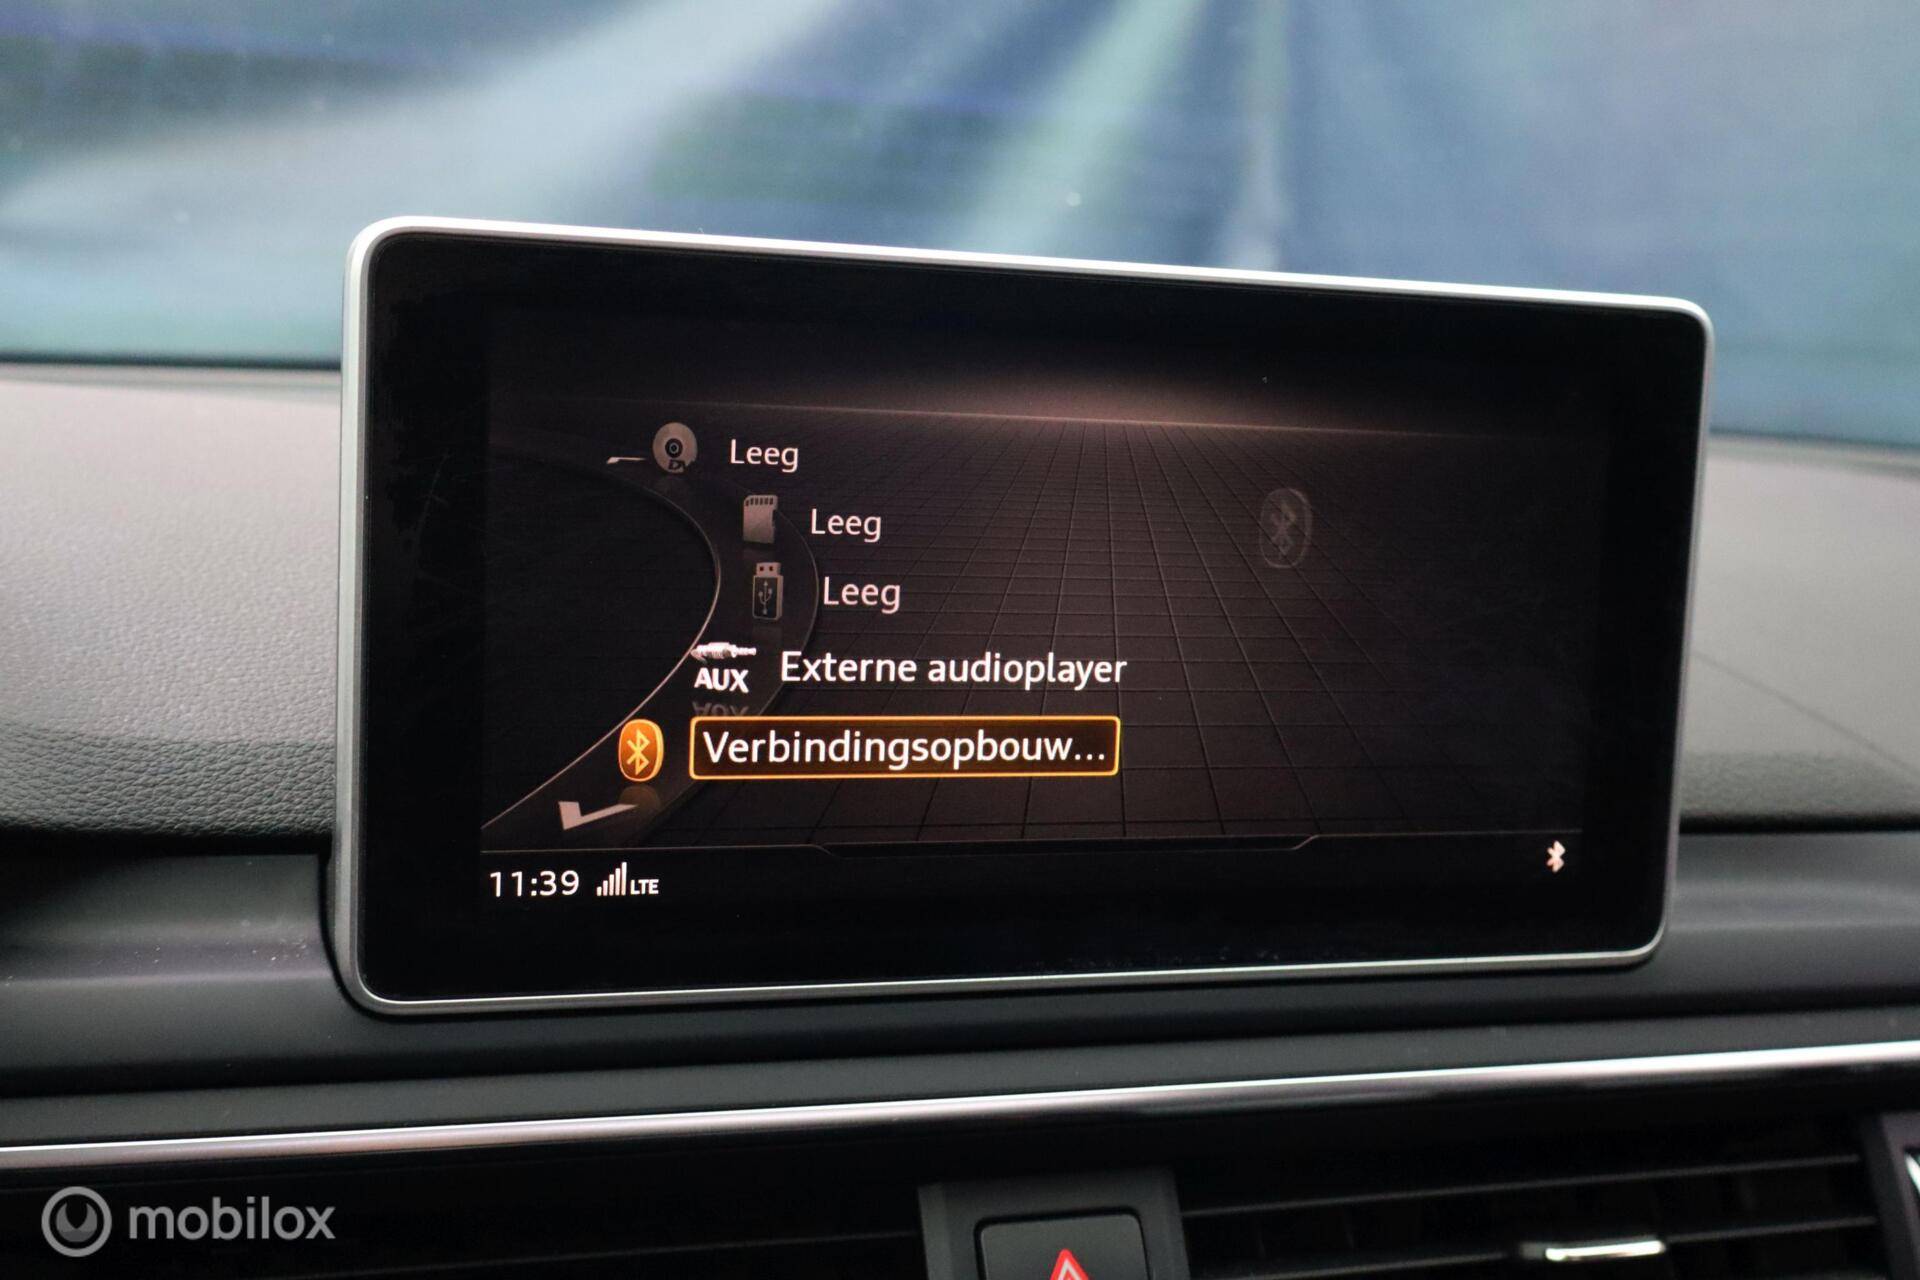 Leeg
Leeg
Leeg
AUX Externe audioplayer
Verbindingsopbouw...
11:39 LTE
mobilox